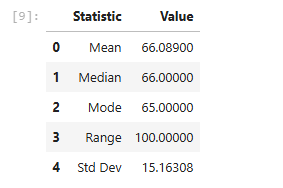 [9]: Statistic Value
0 Mean 66.08900
1 Median 66.00000
2 Mode 65.00000
3 Range 100.00000
4 Std Dev 15.16308